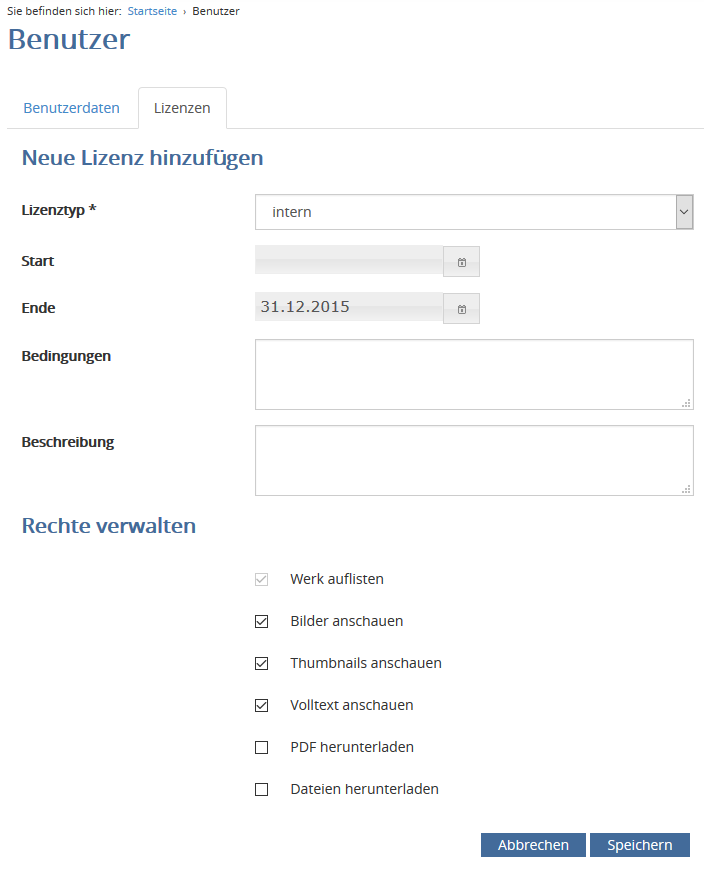 Sie befinden sich hier: Startseite › Benutzer
Benutzer
Benutzerdaten Lizenzen
Neue Lizenz hinzufügen
Lizenztyp * intern
Start
Ende 31.12.2015
Bedingungen
Beschreibung
Rechte verwalten
Werk auflisten
Bilder anschauen
Thumbnails anschauen
Volltext anschauen
PDF herunterladen
Dateien herunterladen
Abbrechen Speichern